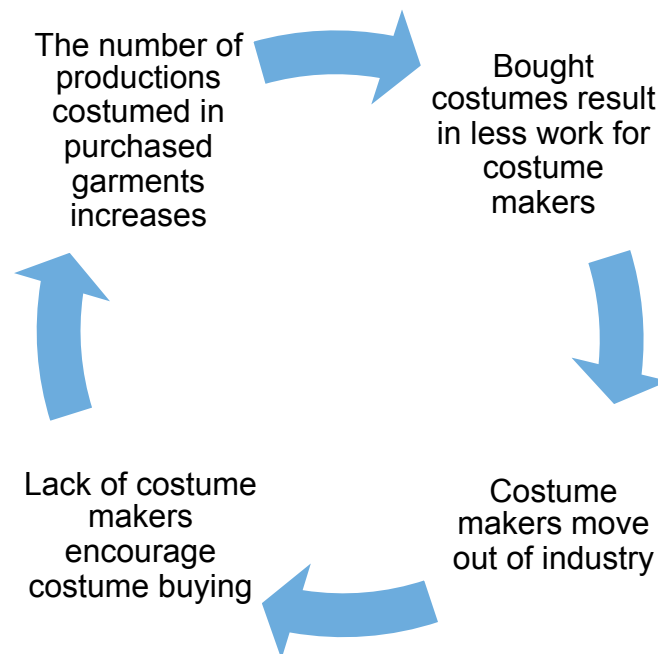 The number of
productions
costumed in
purchased
garments
increases
Bought
costumes result
in less work for
costume
makers
Costume
makers move
out of industry
Lack of costume
makers
encourage
costume buying